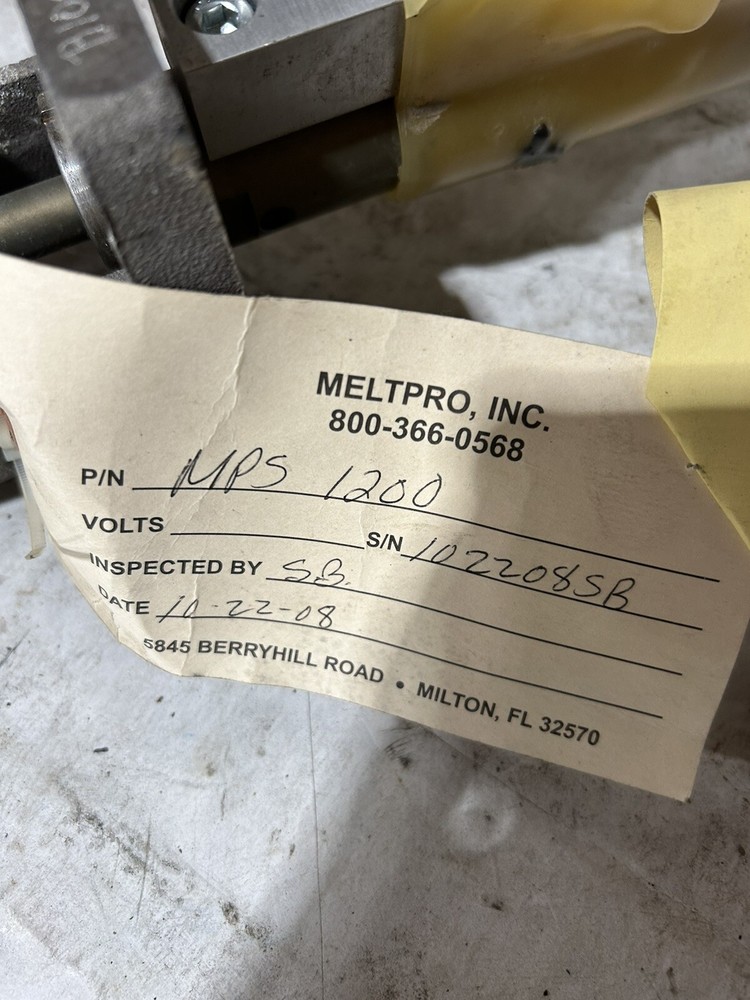 MELTPRO, INC.
800-366-0568
P/N MPS 1200
VOLTS S/N 102208SB
INSPECTED BY S.B.
DATE 10-22-08
5845 BERRYHILL ROAD • MILTON, FL 32570